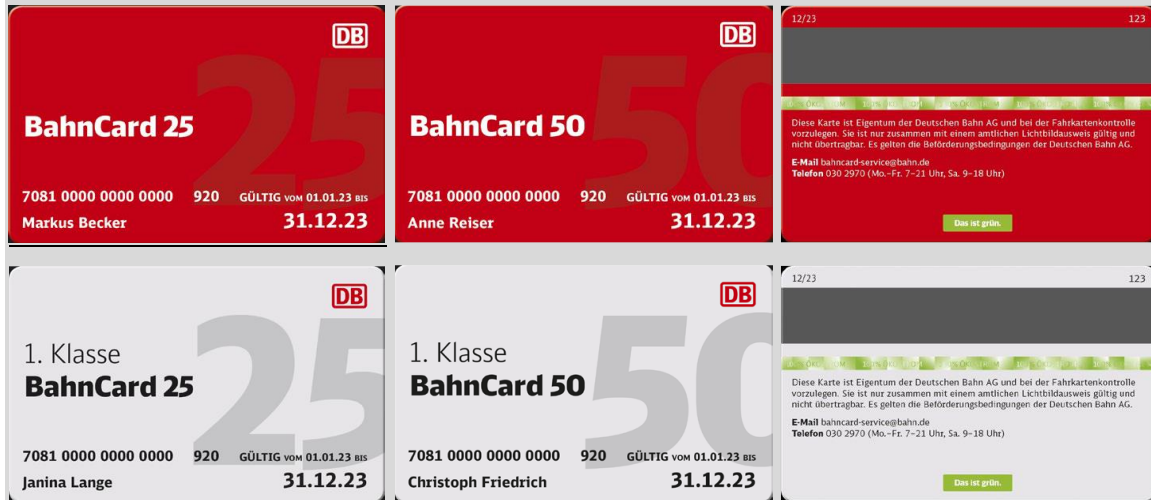 DB
25
BahnCard 25
7081 0000 0000 0000 920 GÜLTIG VOM 01.01.23 BIS
Markus Becker 31.12.23
DB
50
BahnCard 50
7081 0000 0000 0000 920 GÜLTIG VOM 01.01.23 BIS
Anne Reiser 31.12.23
12/23 123
Diese Karte ist Eigentum der Deutschen Bahn AG und bei der Fahrkartenkontrolle
vorzulegen. Sie ist nur zusammen mit einem amtlichen Lichtbildausweis gültig und
nicht übertragbar. Es gelten die Beförderungsbedingungen der Deutschen Bahn AG.
E-Mail bahncard-service@bahn.de
Telefon 030 2970 (Mo.–Fr. 7–21 Uhr, Sa. 9–18 Uhr)
Das ist grün.
DB
25
1. Klasse
BahnCard 25
7081 0000 0000 0000 920 GÜLTIG VOM 01.01.23 BIS
Janina Lange 31.12.23
DB
50
1. Klasse
BahnCard 50
7081 0000 0000 0000 920 GÜLTIG VOM 01.01.23 BIS
Christoph Friedrich 31.12.23
12/23 123
Diese Karte ist Eigentum der Deutschen Bahn AG und bei der Fahrkartenkontrolle
vorzulegen. Sie ist nur zusammen mit einem amtlichen Lichtbildausweis gültig und
nicht übertragbar. Es gelten die Beförderungsbedingungen der Deutschen Bahn AG.
E-Mail bahncard-service@bahn.de
Telefon 030 2970 (Mo.–Fr. 7–21 Uhr, Sa. 9–18 Uhr)
Das ist grün.